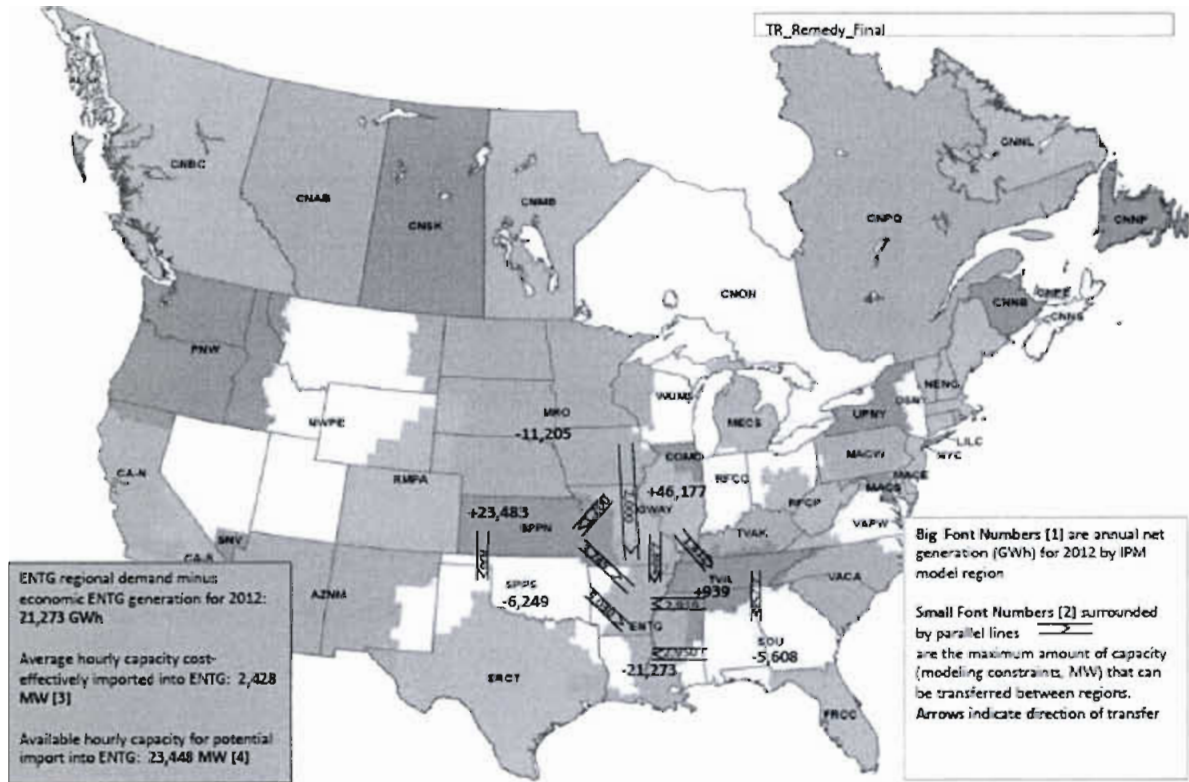 TR_Remedy_Final
CNBC
CNAB
CNSK
CNMB
CNON
CNPQ
CNNL
CNNF
CNNB
CNPE
CNNS
PNW
NWPE
MRO
-11,205
WUMS
MECS
UPNY
DSNY
NENG
LILC
NYC
MACW
MACE
MACS
COMD
RFCO
RFCP
VAPW
CA-N
RMPA
+23,483
SPPN
+46,177
GWAY
TVAK
SNV
CA-S
AZNM
SPPS
-6,249
TVA
+939
VACA
ENTG
-21,273
SOU
-5,608
ERCT
FRCC
ENTG regional demand minus
economic ENTG generation for 2012:
21,273 GWh
Average hourly capacity cost-
effectively imported into ENTG: 2,428
MW [3]
Available hourly capacity for potential
import into ENTG: 23,448 MW [4]
Big Font Numbers [1] are annual net
generation (GWh) for 2012 by IPM
model region
Small Font Numbers [2] surrounded
by parallel lines
are the maximum amount of capacity
(modeling constraints, MW) that can
be transferred between regions.
Arrows indicate direction of transfer